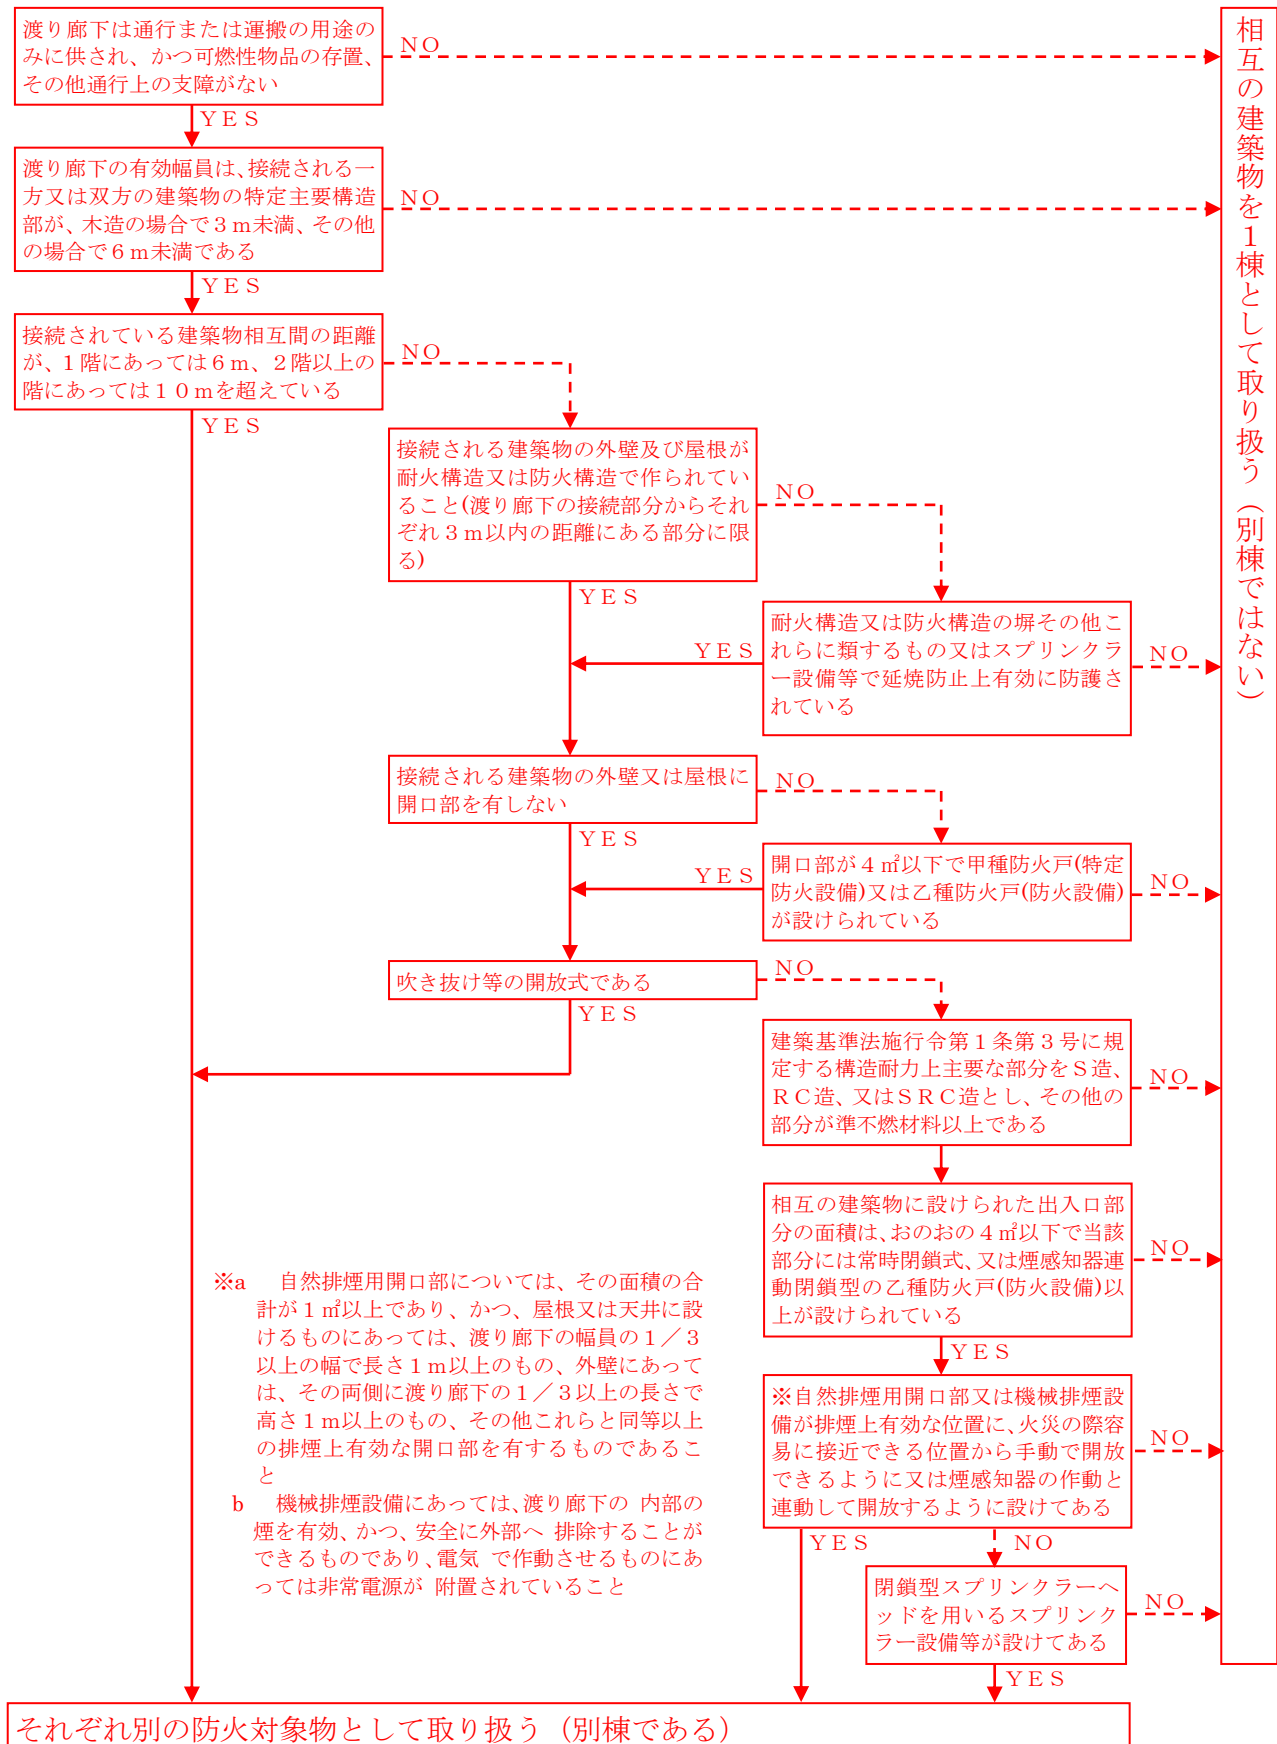 渡り廊下は通行または運搬の用途の
みに供され、かつ可燃性物品の存置、
その他通行上の支障がない
NO
YES
渡り廊下の有効幅員は、接続される一
方又は双方の建築物の特定主要構造
部が、木造の場合で３ｍ未満、その他
の場合で６ｍ未満である
NO
YES
接続されている建築物相互間の距離
が、１階にあっては６ｍ、２階以上の
階にあっては１０ｍを超えている
NO
YES
接続される建築物の外壁及び屋根が
耐火構造又は防火構造で作られてい
ること(渡り廊下の接続部分からそれ
ぞれ３ｍ以内の距離にある部分に限
る)
NO
YES
耐火構造又は防火構造の塀その他こ
れらに類するもの又はスプリンクラ
ー設備等で延焼防止上有効に防護さ
れている
YES
NO
接続される建築物の外壁又は屋根に
開口部を有しない
NO
YES
開口部が４㎡以下で甲種防火戸(特定
防火設備)又は乙種防火戸(防火設備)
が設けられている
YES
NO
吹き抜け等の開放式である
NO
YES
建築基準法施行令第１条第３号に規
定する構造耐力上主要な部分をＳ造、
ＲＣ造、又はＳＲＣ造とし、その他の
部分が準不燃材料以上である
NO
相互の建築物に設けられた出入口部
分の面積は、おのおの４㎡以下で当該
部分には常時閉鎖式、又は煙感知器連
動閉鎖型の乙種防火戸(防火設備)以
上が設けられている
NO
YES
※自然排煙用開口部又は機械排煙設
備が排煙上有効な位置に、火災の際容
易に接近できる位置から手動で開放
できるように又は煙感知器の作動と
連動して開放するように設けてある
NO
YES
NO
閉鎖型スプリンクラーヘ
ッドを用いるスプリンク
ラー設備等が設けてある
NO
YES
※a　自然排煙用開口部については、その面積の合
計が１㎡以上であり、かつ、屋根又は天井に設
けるものにあっては、渡り廊下の幅員の１／３
以上の幅で長さ１ｍ以上のもの、外壁にあって
は、その両側に渡り廊下の１／３以上の長さで
高さ１ｍ以上のもの、その他これらと同等以上
の排煙上有効な開口部を有するものであるこ
と
b　機械排煙設備にあっては、渡り廊下の 内部の
煙を有効、かつ、安全に外部へ 排除することが
できるものであり、電気 で作動させるものにあ
っては非常電源が 附置されていること
相互の建築物を１棟として取り扱う（別棟ではない）
それぞれ別の防火対象物として取り扱う（別棟である）